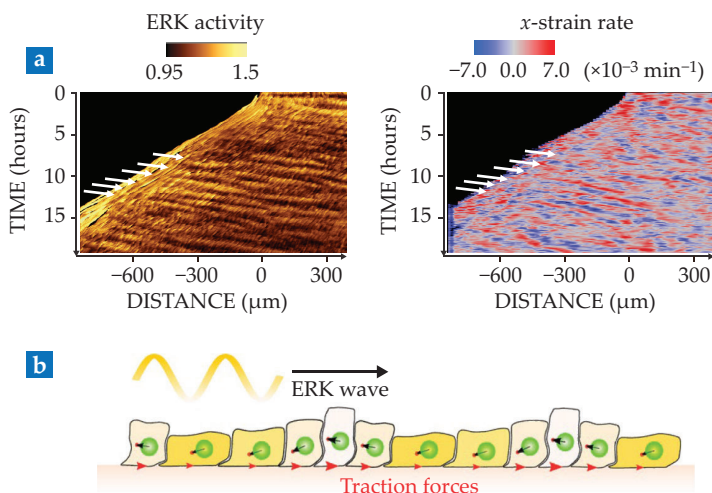 ERK activity
x-strain rate
a
0.95 1.5
−7.0 0.0 7.0 (×10⁻³ min⁻¹)
TIME (hours)
0
5
10
15
−600 −300 0 300
DISTANCE (μm)
TIME (hours)
0
5
10
15
−600 −300 0 300
DISTANCE (μm)
b
ERK wave
Traction forces